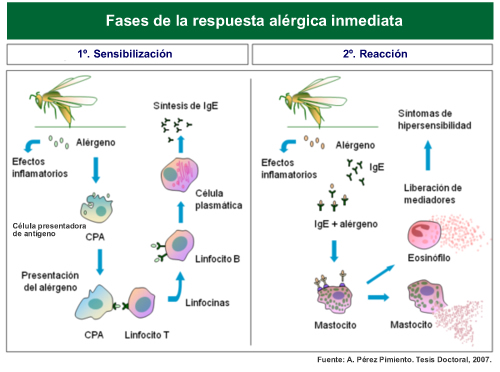 Fases de la respuesta alérgica inmediata
1º. Sensibilización
2º. Reacción
Alérgeno
Efectos
inflamatorios
Célula presentadora
de antígeno
CPA
Presentación
del alérgeno
CPA
Linfocito T
Linfocinas
Linfocito B
Célula
plasmática
Síntesis de IgE
Alérgeno
Efectos
inflamatorios
IgE
IgE + alérgeno
Mastocito
Síntomas de
hipersensibilidad
Liberación de
mediadores
Eosinófilo
Mastocito
Fuente: A. Pérez Pimiento. Tesis Doctoral, 2007.